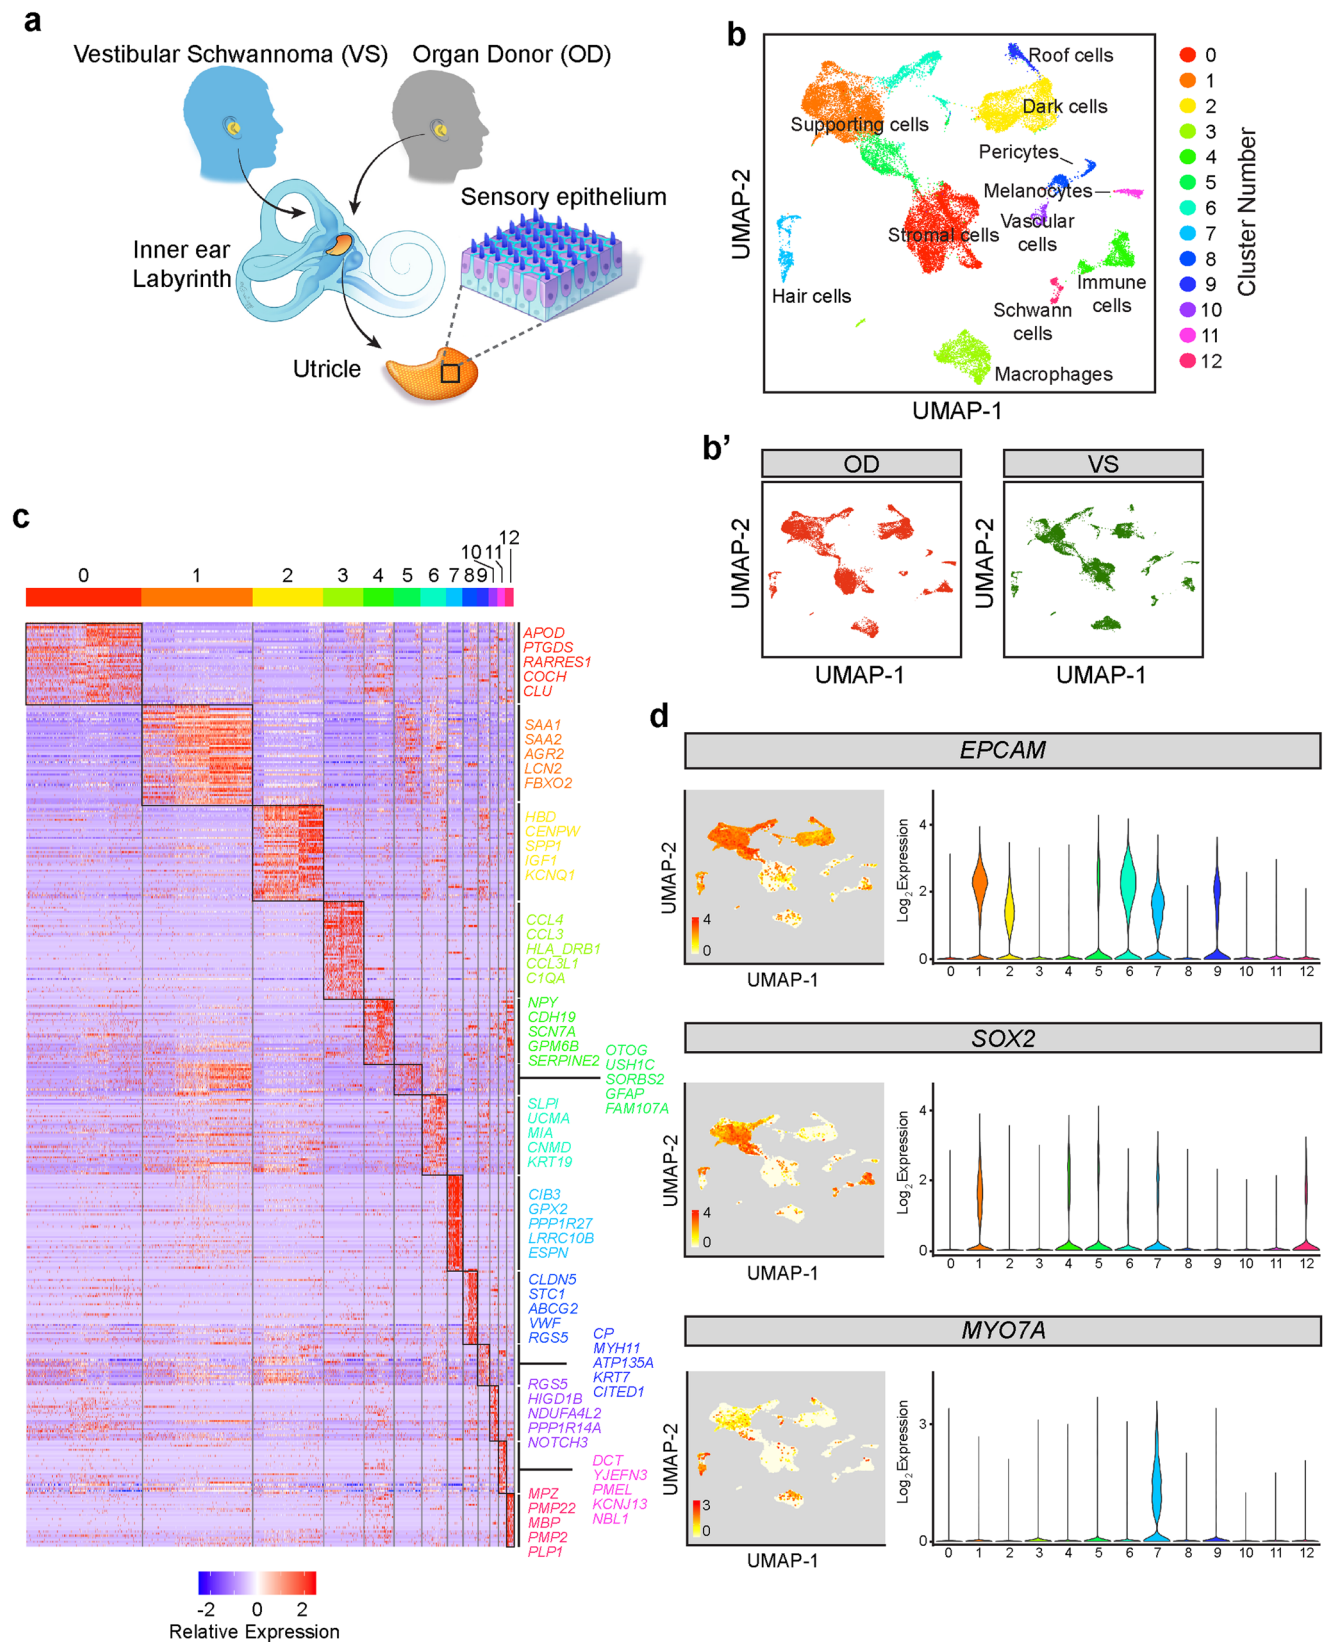 a
Vestibular Schwannoma (VS)
Organ Donor (OD)
Sensory epithelium
Inner ear
Labyrinth
Utricle
b
Roof cells
Dark cells
Supporting cells
Pericytes
Melanocytes
Vascular
cells
Stromal cells
Hair cells
Immune
cells
Schwann
cells
Macrophages
UMAP-2
UMAP-1
0
1
2
3
4
5
6
7
8
9
10
11
12
Cluster Number
b’
OD
VS
UMAP-2
UMAP-2
UMAP-1
UMAP-1
c
0 1 2 3 4 5 6 7 8 9 10 11 12
APOD
PTGDS
RARRES1
COCH
CLU
SAA1
SAA2
AGR2
LCN2
FBXO2
HBD
CENPW
SPP1
IGF1
KCNQ1
CCL4
CCL3
HLA_DRB1
CCL3L1
C1QA
NPY
CDH19
SCN7A
GPM6B
SERPINE2
OTOG
USH1C
SORBS2
GFAP
FAM107A
SLPI
UCMA
MIA
CNMD
KRT19
CIB3
GPX2
PPP1R27
LRRC10B
ESPN
CLDN5
STC1
ABCG2
VWF
RGS5
CP
MYH11
ATP135A
KRT7
CITED1
RGS5
HIGD1B
NDUFA4L2
PPP1R14A
NOTCH3
DCT
YJEFN3
PMEL
KCNJ13
NBL1
MPZ
PMP22
MBP
PMP2
PLP1
-2 0 2
Relative Expression
d
EPCAM
UMAP-2
4
0
UMAP-1
Log2 Expression
4
2
0
0 1 2 3 4 5 6 7 8 9 10 11 12
SOX2
UMAP-2
4
0
UMAP-1
Log2 Expression
4
2
0
0 1 2 3 4 5 6 7 8 9 10 11 12
MYO7A
UMAP-2
3
0
UMAP-1
Log2 Expression
3
0
0 1 2 3 4 5 6 7 8 9 10 11 12